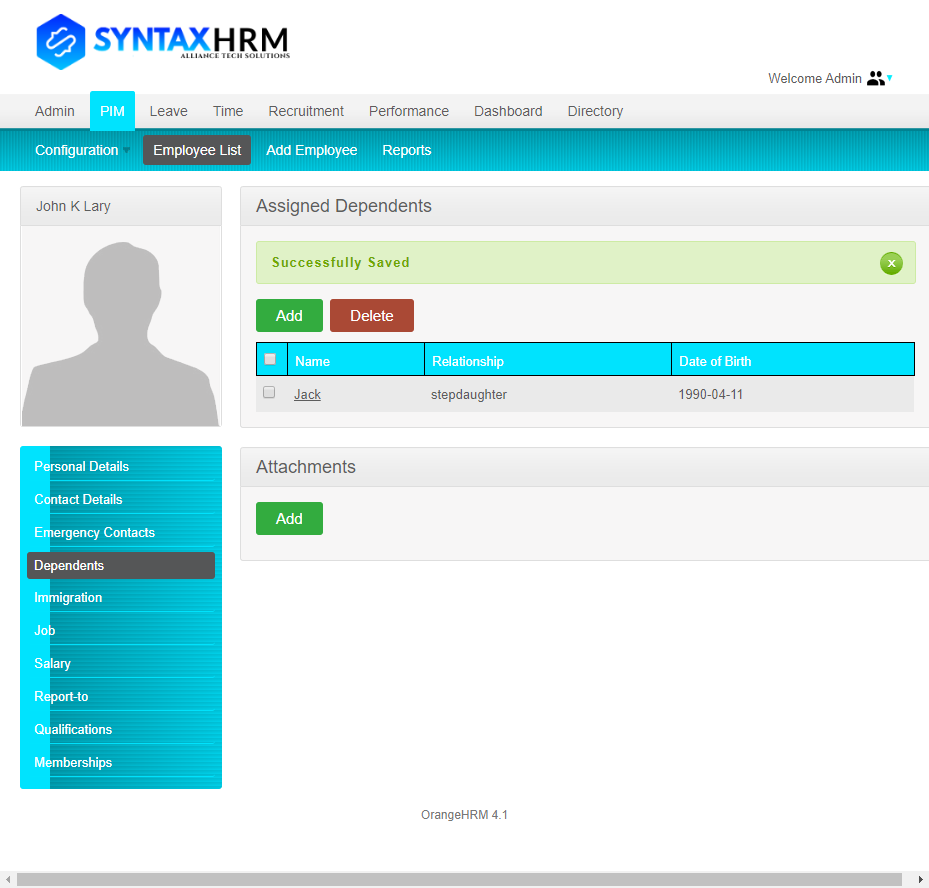 SYNTAXHRM
ALLIANCE TECH SOLUTIONS
Welcome Admin
Admin PIM Leave Time Recruitment Performance Dashboard Directory
Configuration Employee List Add Employee Reports
John K Lary
Assigned Dependents
Successfully Saved
Add Delete
Name Relationship Date of Birth
Jack stepdaughter 1990-04-11
Personal Details
Contact Details
Emergency Contacts
Dependents
Immigration
Job
Salary
Report-to
Qualifications
Memberships
Attachments
Add
OrangeHRM 4.1